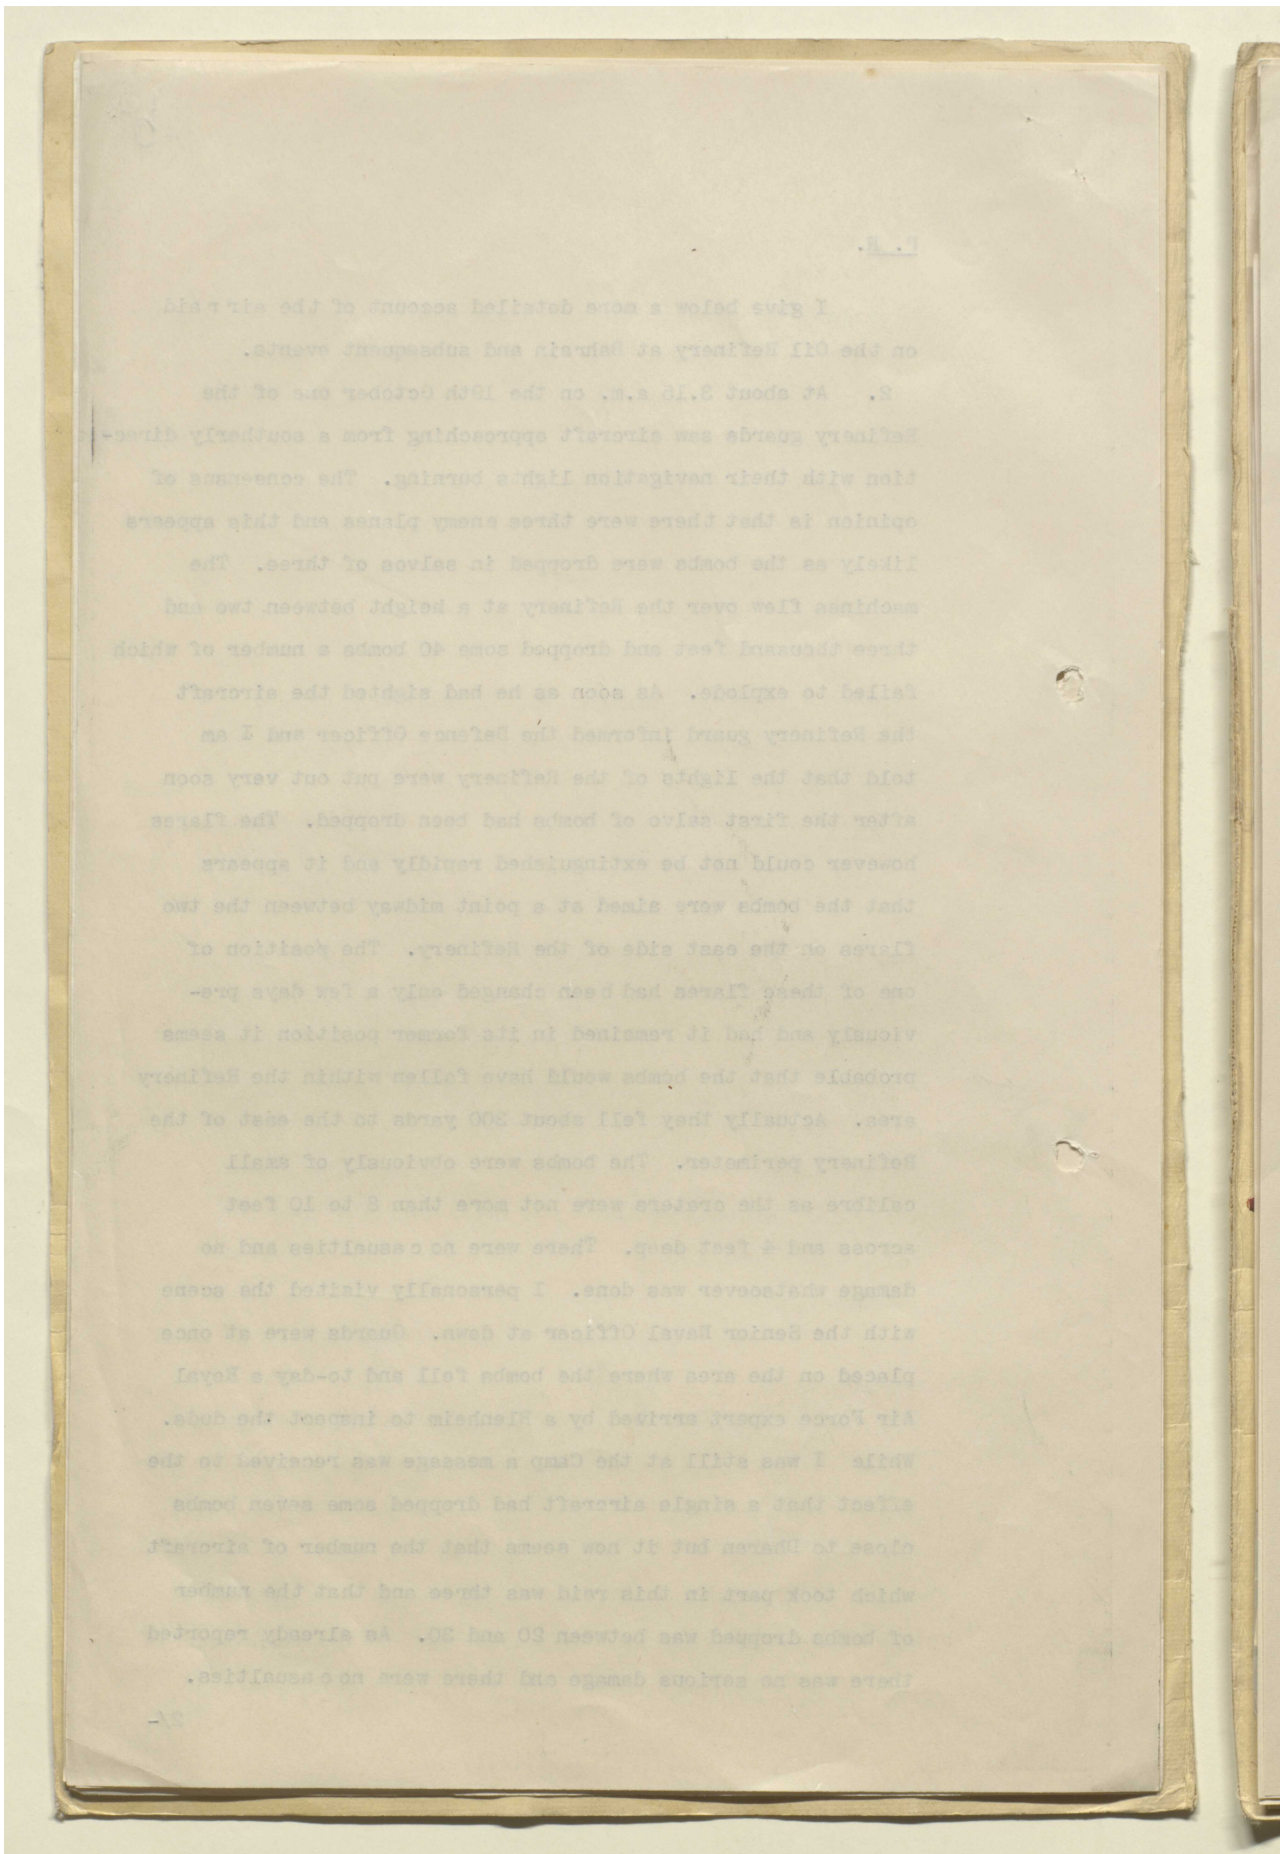 P. R.
I give below a more detailed account of the air raid
on the Oil Refinery at Bahrain and subsequent events.
2. At about 3.15 a.m. on the 19th October one of the
Refinery guards saw aircraft approaching from a southerly direc-
tion with their navigation lights burning. The consensus of
opinion is that there were three enemy planes and this appears
likely as the bombs were dropped in salvos of three. The
machines flew over the Refinery at a height between two and
three thousand feet and dropped some 40 bombs a number of which
failed to explode. As soon as he had sighted the aircraft
the Refinery guard informed the Defence Officer and I am
told that the lights of the Refinery were put out very soon
after the first salvo of bombs had been dropped. The flares
however could not be extinguished rapidly and it appears
that the bombs were aimed at a point midway between the two
flares on the east side of the Refinery. The position of
one of these flares had been changed only a few days pre-
viously and had it remained in its former position it seems
probable that the bombs would have fallen within the Refinery
area. Actually they fell about 300 yards to the east of the
Refinery perimeter. The bombs were obviously of small
calibre as the craters were not more than 8 to 10 feet
across and 4 feet deep. There were no casualties and no
damage whatsoever was done. I personally visited the scene
with the Senior Naval Officer at dawn. Guards were at once
placed on the area where the bombs fell and to-day a Royal
Air Force expert arrived by a Blenheim to inspect the duds.
While I was still at the Camp a message was received to the
effect that a single aircraft had dropped some seven bombs
close to Dharan but it now seems that the number of aircraft
which took part in this raid was three and that the number
of bombs dropped was between 20 and 30. As already reported
there was no serious damage and there were no casualties.
2/-